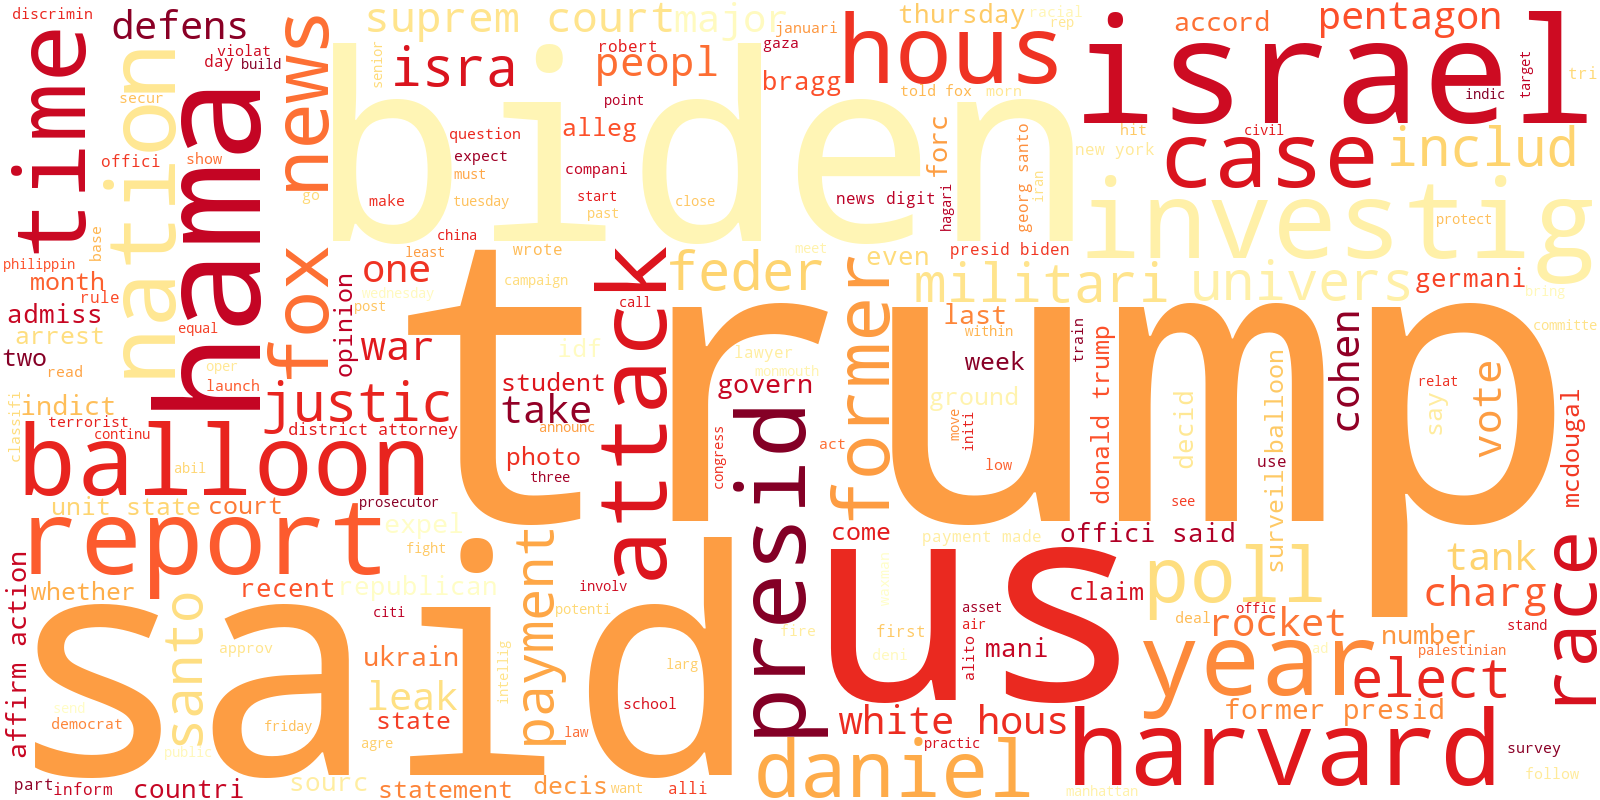 discrimin
defens
suprem court
major
thursday
racial
rep
accord
pentagon
time
nation
violat
day
build
news
senior
isra
robert
peopl
gaza
januari
bragg
hous
israel
target
tri
indic
secur
hama
biden
point
told fox
morn
offici
show
question
alleg
forc
georg santo
hit
new york
civil
case
includ
expect
must
compani
iran
go
make
tuesday
start
past
close
news digit
hagari
investig
protect
base
china
philippin
month
rule
fox
opinion
one
least
wrote
attack
feder
meet
even
presid biden
militari
univers
germani
bring
wednesday
post
campaign
call
trump
former
last
within
admiss
arrest
equal
war
idf
lawyer
monmouth
train
donald trump
cohen
committe
two
read
oper
launch
student
govern
week
ground
surveil balloon
relat
vote
say
mcdougal
classifi
indict
terrorist
continu
justic
district attorney
take
announc
presid
act
move
initi
decid
balloon
abil
photo
three
congress
low
use
see
unit state
court
prosecutor
report
expel
fight
payment
come
payment made
offici said
tank
race
whether
recent
republican
involv
poll
charg
affirm action
santo
approv
said
citi
potenti
us
asset
air
claim
deal
offic
rocket
number
stand
palestinian
ukrain
intellig
larg
fire
first
deni
alito
mani
year
elect
send
democrat
friday
leak
state
school
white hous
former presid
public
agre
law
practic
harvard
survey
part
inform
countri
sourc
statement
decis
want
alli
daniel
manhattan
follow